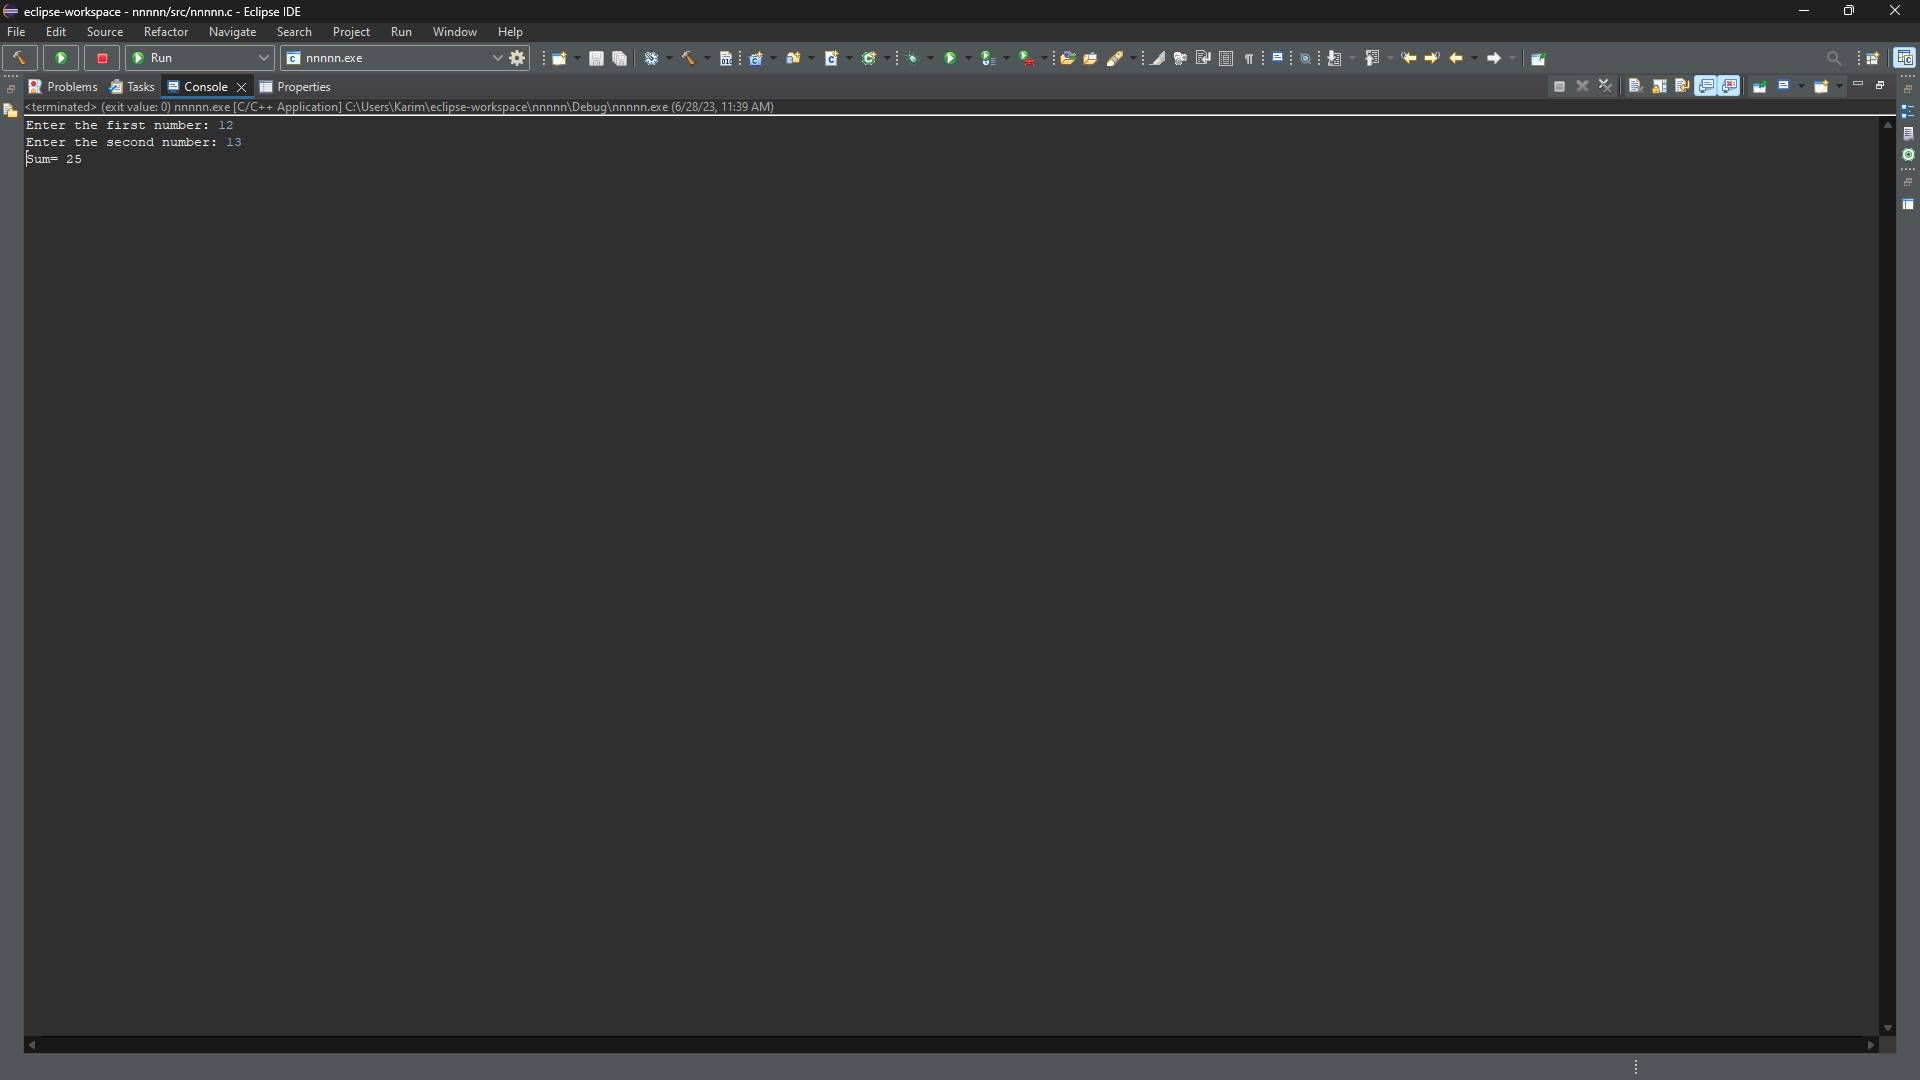 eclipse-workspace - nnnnn/src/nnnnn.c - Eclipse IDE
File Edit Source Refactor Navigate Search Project Run Window Help
Run nnnnn.exe
Problems Tasks Console Properties
<terminated> (exit value: 0) nnnnn.exe [C/C++ Application] C:\Users\Karim\eclipse-workspace\nnnnn\Debug\nnnnn.exe (6/28/23, 11:39 AM)
Enter the first number: 12
Enter the second number: 13
Sum= 25